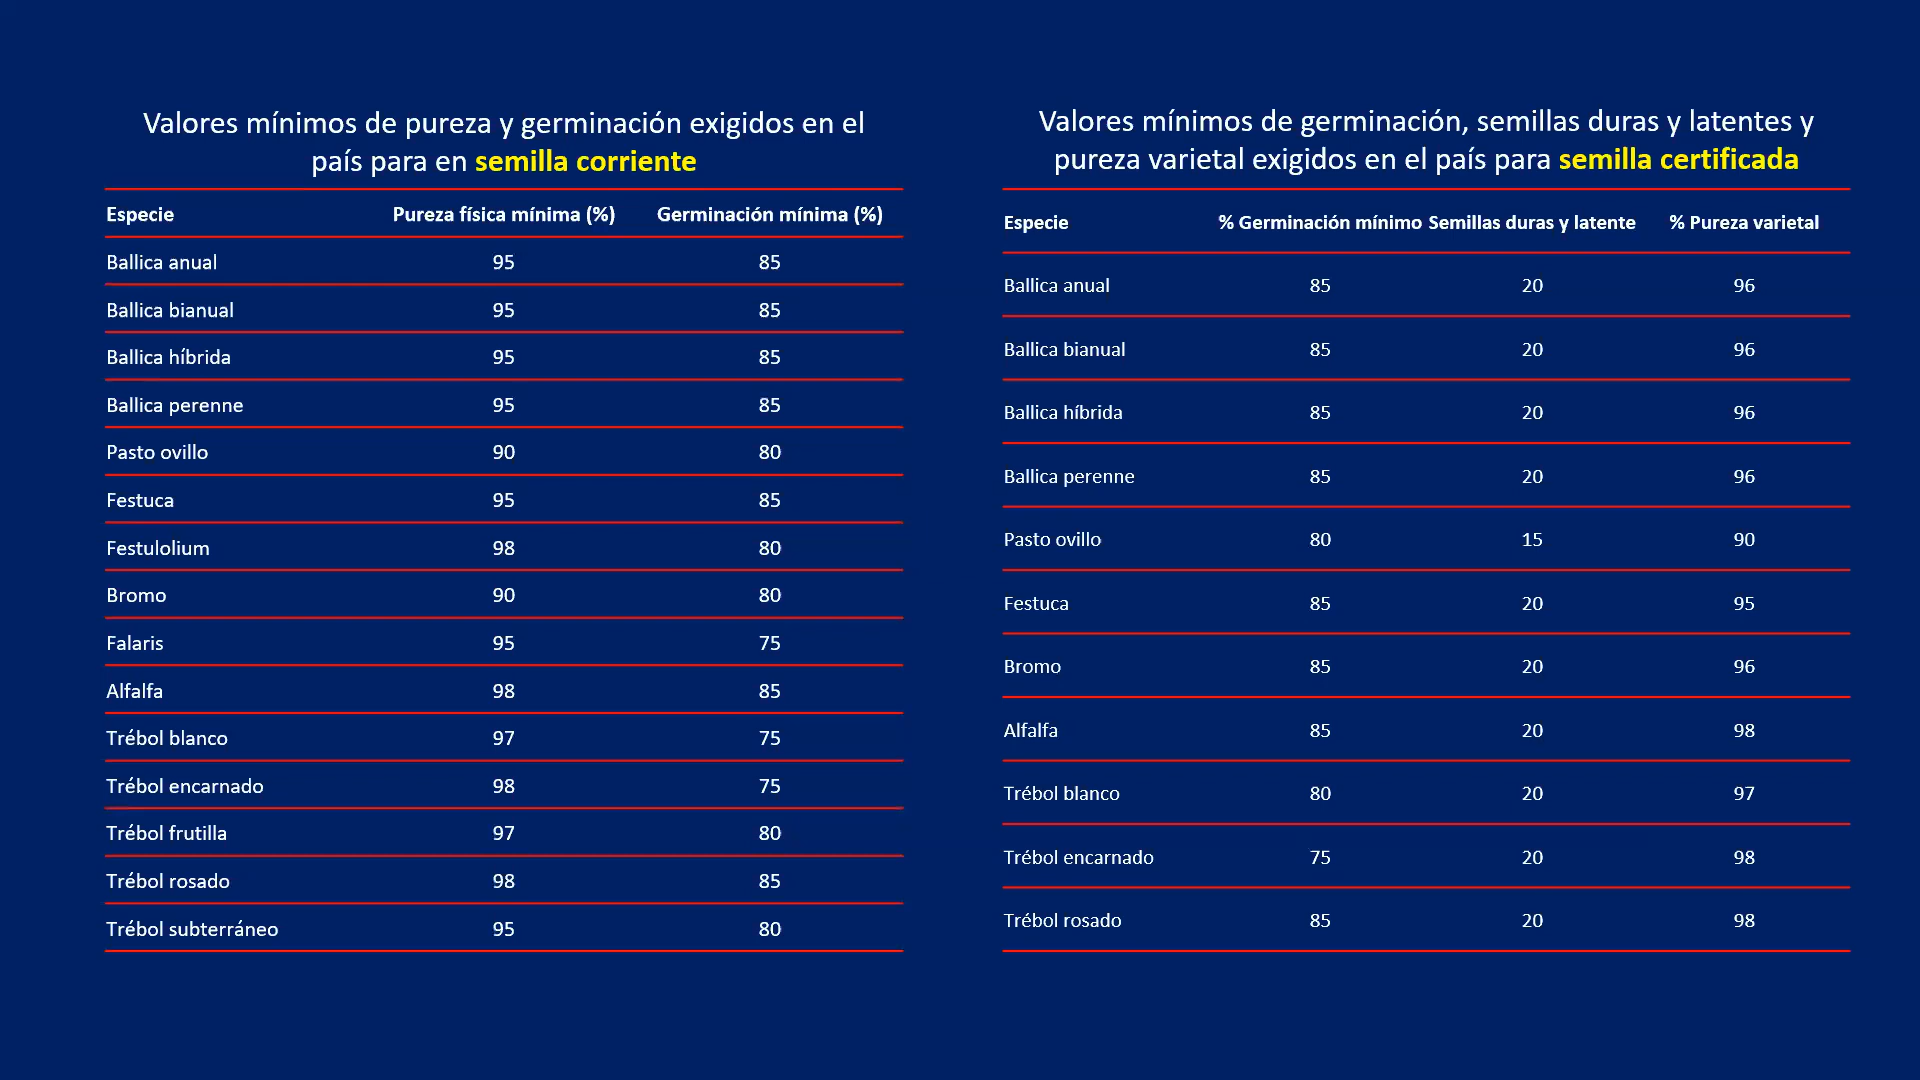 Valores mínimos de pureza y germinación exigidos en el
país para en semilla corriente
Especie Pureza física mínima (%) Germinación mínima (%)
Ballica anual 95 85
Ballica bianual 95 85
Ballica híbrida 95 85
Ballica perenne 95 85
Pasto ovillo 90 80
Festuca 95 85
Festulolium 98 80
Bromo 90 80
Falaris 95 75
Alfalfa 98 85
Trébol blanco 97 75
Trébol encarnado 98 75
Trébol frutilla 97 80
Trébol rosado 98 85
Trébol subterráneo 95 80
Valores mínimos de germinación, semillas duras y latentes y
pureza varietal exigidos en el país para semilla certificada
Especie % Germinación mínimo Semillas duras y latente % Pureza varietal
Ballica anual 85 20 96
Ballica bianual 85 20 96
Ballica híbrida 85 20 96
Ballica perenne 85 20 96
Pasto ovillo 80 15 90
Festuca 85 20 95
Bromo 85 20 96
Alfalfa 85 20 98
Trébol blanco 80 20 97
Trébol encarnado 75 20 98
Trébol rosado 85 20 98